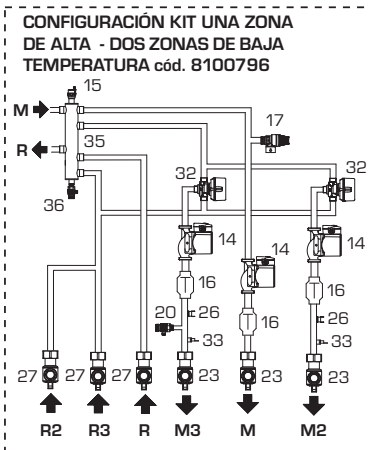 CONFIGURACIÓN KIT UNA ZONA
DE ALTA - DOS ZONAS DE BAJA
TEMPERATURA cód. 8100796
15
M
17
35
R
32
32
36
14
14
14
16
16
16
20
26
26
33
33
27
27
27
23
23
23
R2
R3
R
M3
M
M2